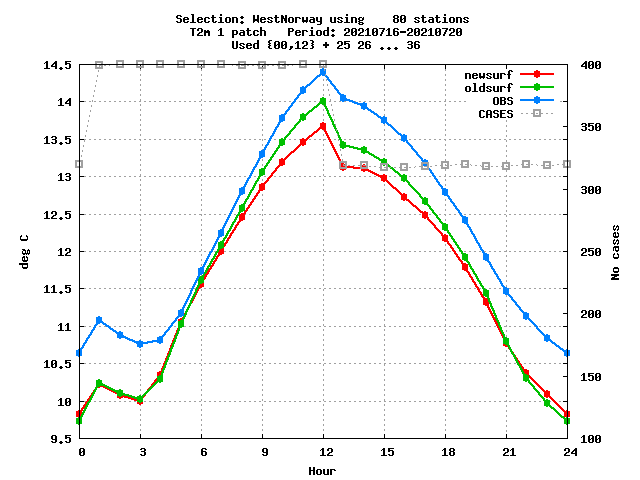 Selection: WestNorway using    80 stations
T2m 1 patch   Period: 20210716-20210720
Used {00,12} + 25 26 ... 36
14.5
14
13.5
13
12.5
12
11.5
11
10.5
10
9.5
400
350
300
250
200
150
100
newsurf
oldsurf
OBS
CASES
deg C
No cases
0 3 6 9 12 15 18 21 24
Hour